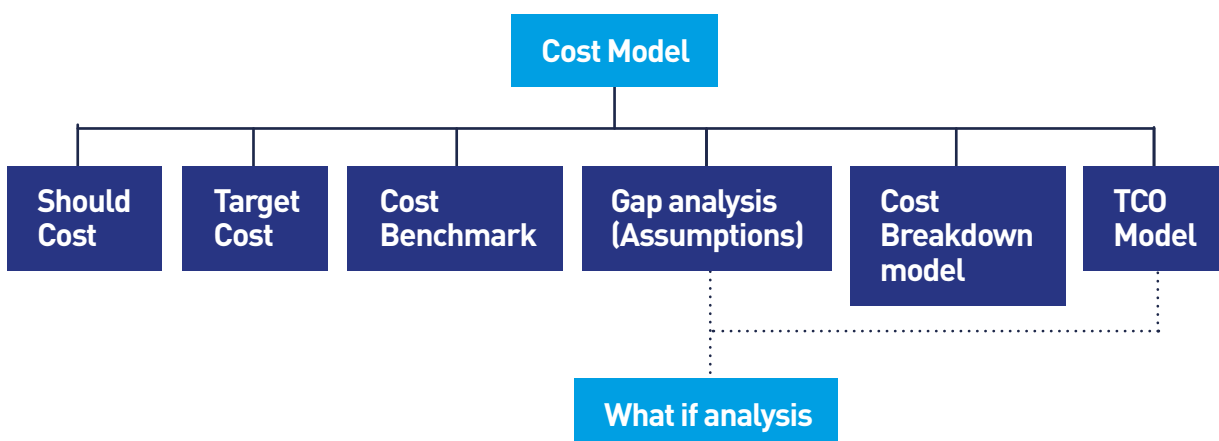 Cost Model
Should
Cost
Target
Cost
Cost
Benchmark
Gap analysis
(Assumptions)
Cost
Breakdown
model
TCO
Model
What if analysis